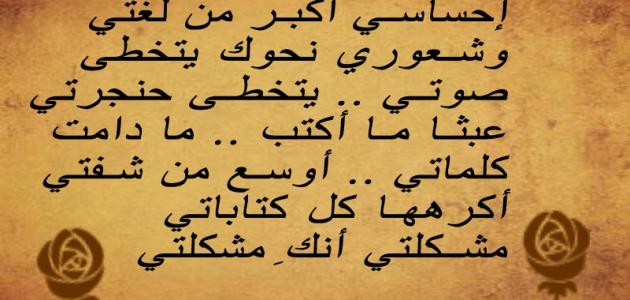 إحساسي أكبر من لغتي
وشعوري نحوك يتخطى
صوتي .. يتخطى حنجرتي
عبثا ما أكتب .. ما دامت
كلماتي .. أوسع من شفتي
أكرهها كل كتاباتي
مشكلتي أنكِ مشكلتي